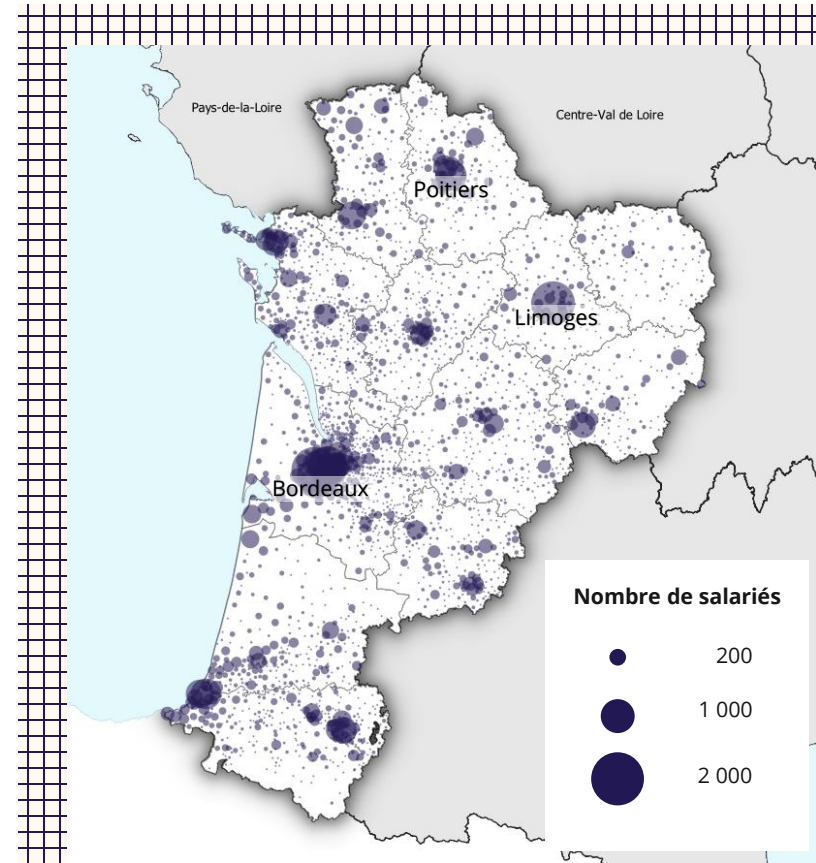 Pays-de-la-Loire
Centre-Val de Loire
Poitiers
Limoges
Bordeaux
Nombre de salariés
200
1 000
2 000